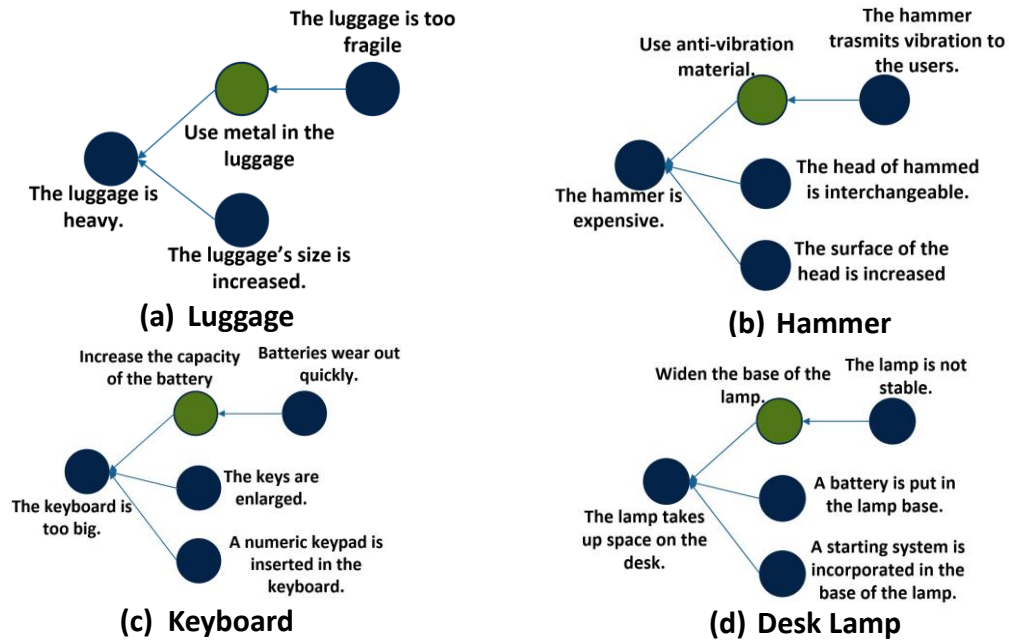 The luggage is too
fragile
Use metal in the
luggage
The luggage is
heavy.
The luggage's size is
increased.
(a) Luggage
The hammer
trasmits vibration to
the users.
Use anti-vibration
material.
The head of hammed
is interchangeable.
The hammer is
expensive.
The surface of the
head is increased
(b) Hammer
Increase the capacity
of the battery
Batteries wear out
quickly.
The keys are
enlarged.
The keyboard is
too big.
A numeric keypad is
inserted in the
keyboard.
(c) Keyboard
Widen the base of the
lamp.
The lamp is not
stable.
A battery is put in
the lamp base.
The lamp takes
up space on the
desk.
A starting system is
incorporated in the
base of the lamp.
(d) Desk Lamp